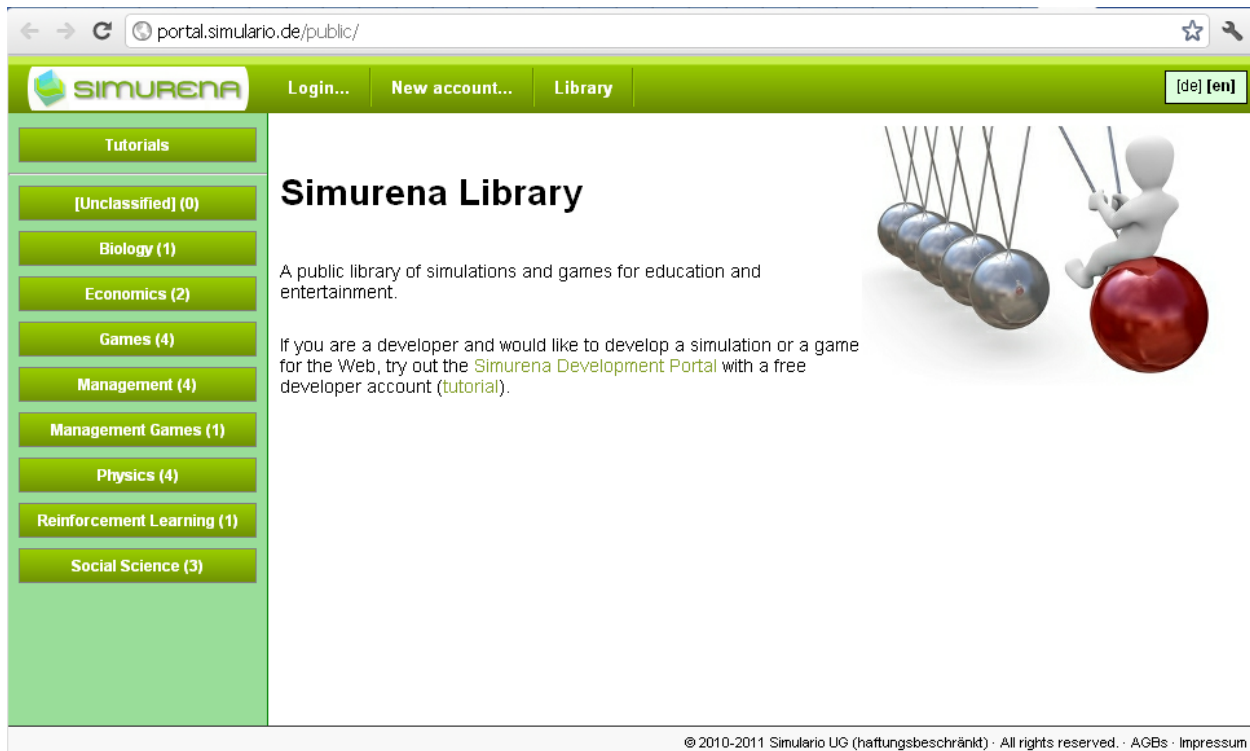 portal.simulario.de/public/
SIMURENA
Login... New account... Library [de] [en]
Tutorials
[Unclassified] (0)
Biology (1)
Economics (2)
Games (4)
Management (4)
Management Games (1)
Physics (4)
Reinforcement Learning (1)
Social Science (3)
Simurena Library
A public library of simulations and games for education and
entertainment.
If you are a developer and would like to develop a simulation or a game
for the Web, try out the Simurena Development Portal with a free
developer account (tutorial).
© 2010-2011 Simulario UG (haftungsbeschränkt) · All rights reserved. · AGBs · Impressum